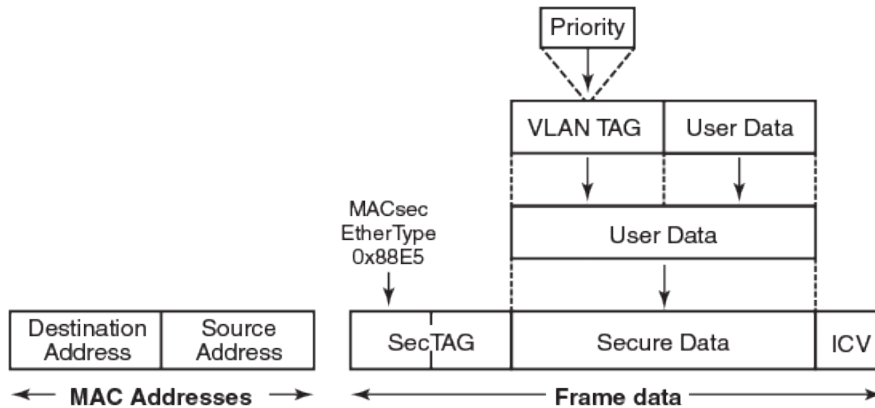 Priority
VLAN TAG
User Data
MACsec
EtherType
0x88E5
User Data
Destination
Address
Source
Address
SecTAG
Secure Data
ICV
MAC Addresses
Frame data